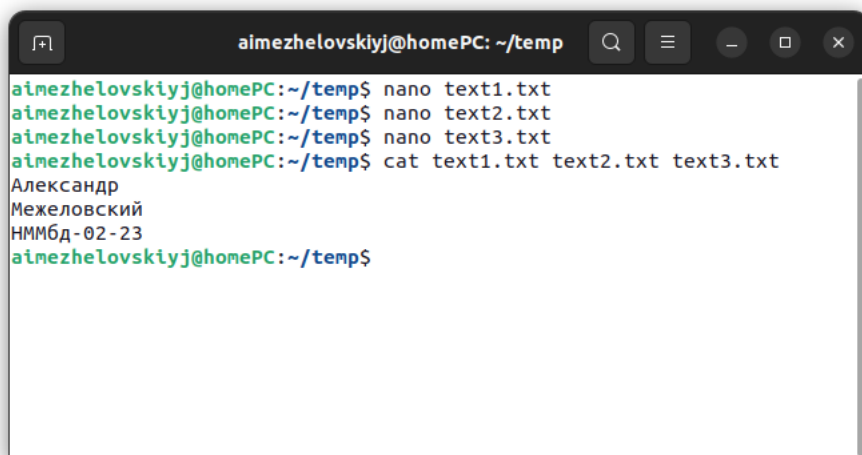 aimezhelovskiyj@homePC: ~/temp
aimezhelovskiyj@homePC:~/temp$ nano text1.txt
aimezhelovskiyj@homePC:~/temp$ nano text2.txt
aimezhelovskiyj@homePC:~/temp$ nano text3.txt
aimezhelovskiyj@homePC:~/temp$ cat text1.txt text2.txt text3.txt
Александр
Межеловский
НММбд-02-23
aimezhelovskiyj@homePC:~/temp$